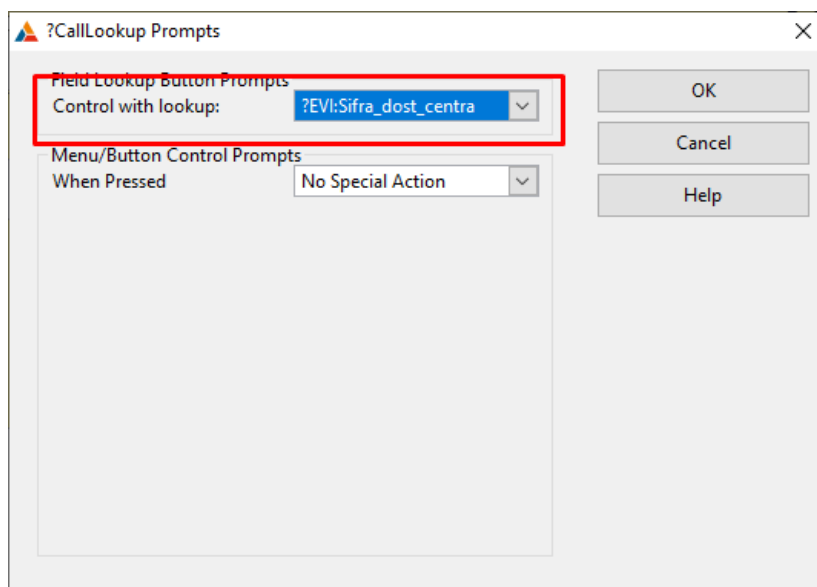 ?CallLookup Prompts
Field Lookup Button Prompts
Control with lookup: ?EVI:Sifra_dost_centra
OK
Cancel
Menu/Button Control Prompts
When Pressed No Special Action
Help